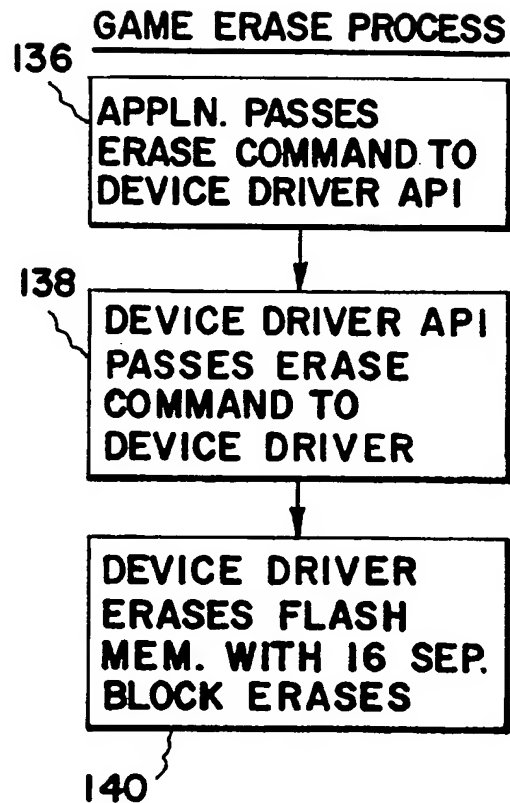 GAME ERASE PROCESS
136
APPLN. PASSES
ERASE COMMAND TO
DEVICE DRIVER API
138
DEVICE DRIVER API
PASSES ERASE
COMMAND TO
DEVICE DRIVER
DEVICE DRIVER
ERASES FLASH
MEM. WITH 16 SEP.
BLOCK ERASES
140